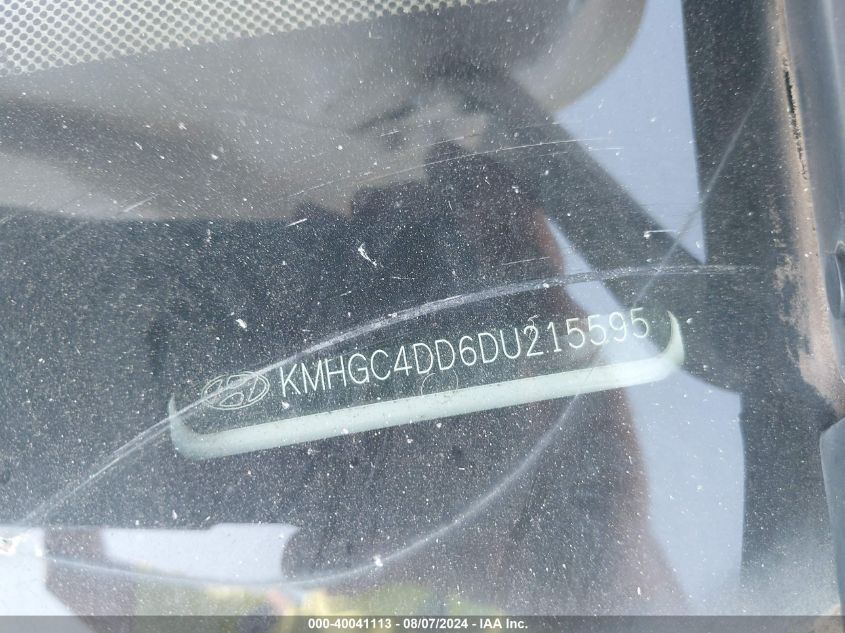 KMHGC4DD6DU215595
000-40041113 - 08/07/2024 - IAA Inc.